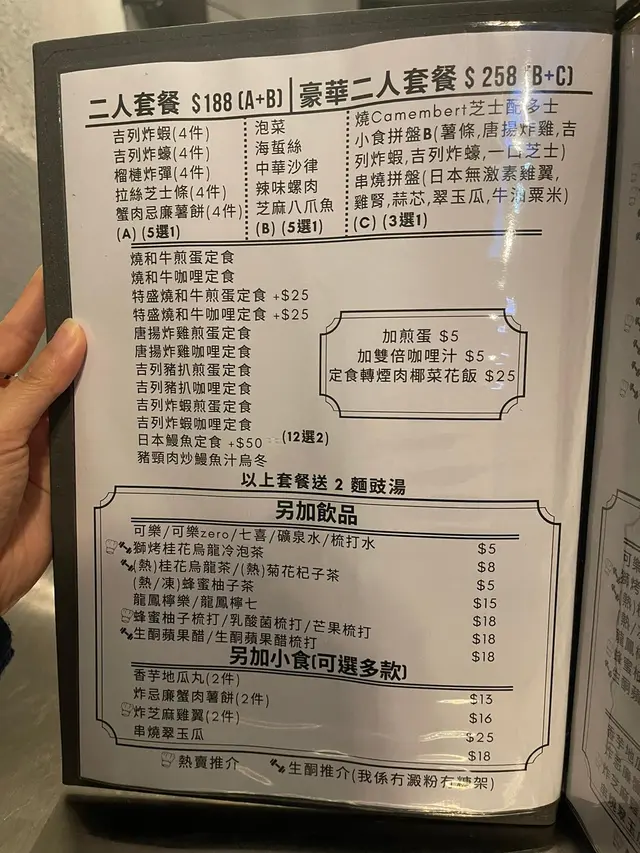 二人套餐 $188 (A+B)
豪華二人套餐 $258 (B+C)
吉列炸蝦(4件)
吉列炸蠔(4件)
榴槤炸彈(4件)
拉絲芝士條(4件)
蟹肉忌廉薯餅(4件)
(A) (5選1)
泡菜
海蜇絲
中華沙律
辣味螺肉
芝麻八爪魚
(B) (5選1)
燒Camembert芝士配多士
小食拼盤B(薯條,唐揚炸雞,吉
列炸蝦,吉列炸蠔,一口芝士)
串燒拼盤(日本無激素雞翼,
雞腎,蒜芯,翠玉瓜,牛油粟米)
(C) (3選1)
燒和牛煎蛋定食
燒和牛咖哩定食
特盛燒和牛煎蛋定食 +$25
特盛燒和牛咖哩定食 +$25
唐揚炸雞煎蛋定食
唐揚炸雞咖哩定食
吉列豬扒煎蛋定食
吉列豬扒咖哩定食
吉列炸蝦煎蛋定食
吉列炸蝦咖哩定食
日本鰻魚定食 +$50 (12選2)
豬頸肉炒鰻魚汁烏冬
加煎蛋 $5
加雙倍咖哩汁 $5
定食轉煙肉椰菜花飯 $25
以上套餐送 2 麵豉湯
另加飲品
可樂/可樂zero/七喜/礦泉水/梳打水 $5
獅烤桂花烏龍冷泡茶 $8
(熱)桂花烏龍茶/(熱)菊花杞子茶 $5
(熱/凍)蜂蜜柚子茶 $15
龍鳳檸樂/龍鳳檸七 $18
蜂蜜柚子梳打/乳酸菌梳打/芒果梳打 $18
生酮蘋果醋/生酮蘋果醋梳打 $18
另加小食(可選多款)
香芋地瓜丸(2件) $13
炸忌廉蟹肉薯餅(2件) $16
炸芝麻雞翼(2件) $25
串燒翠玉瓜 $18
熱賣推介 生酮推介(我係冇澱粉冇糖架)